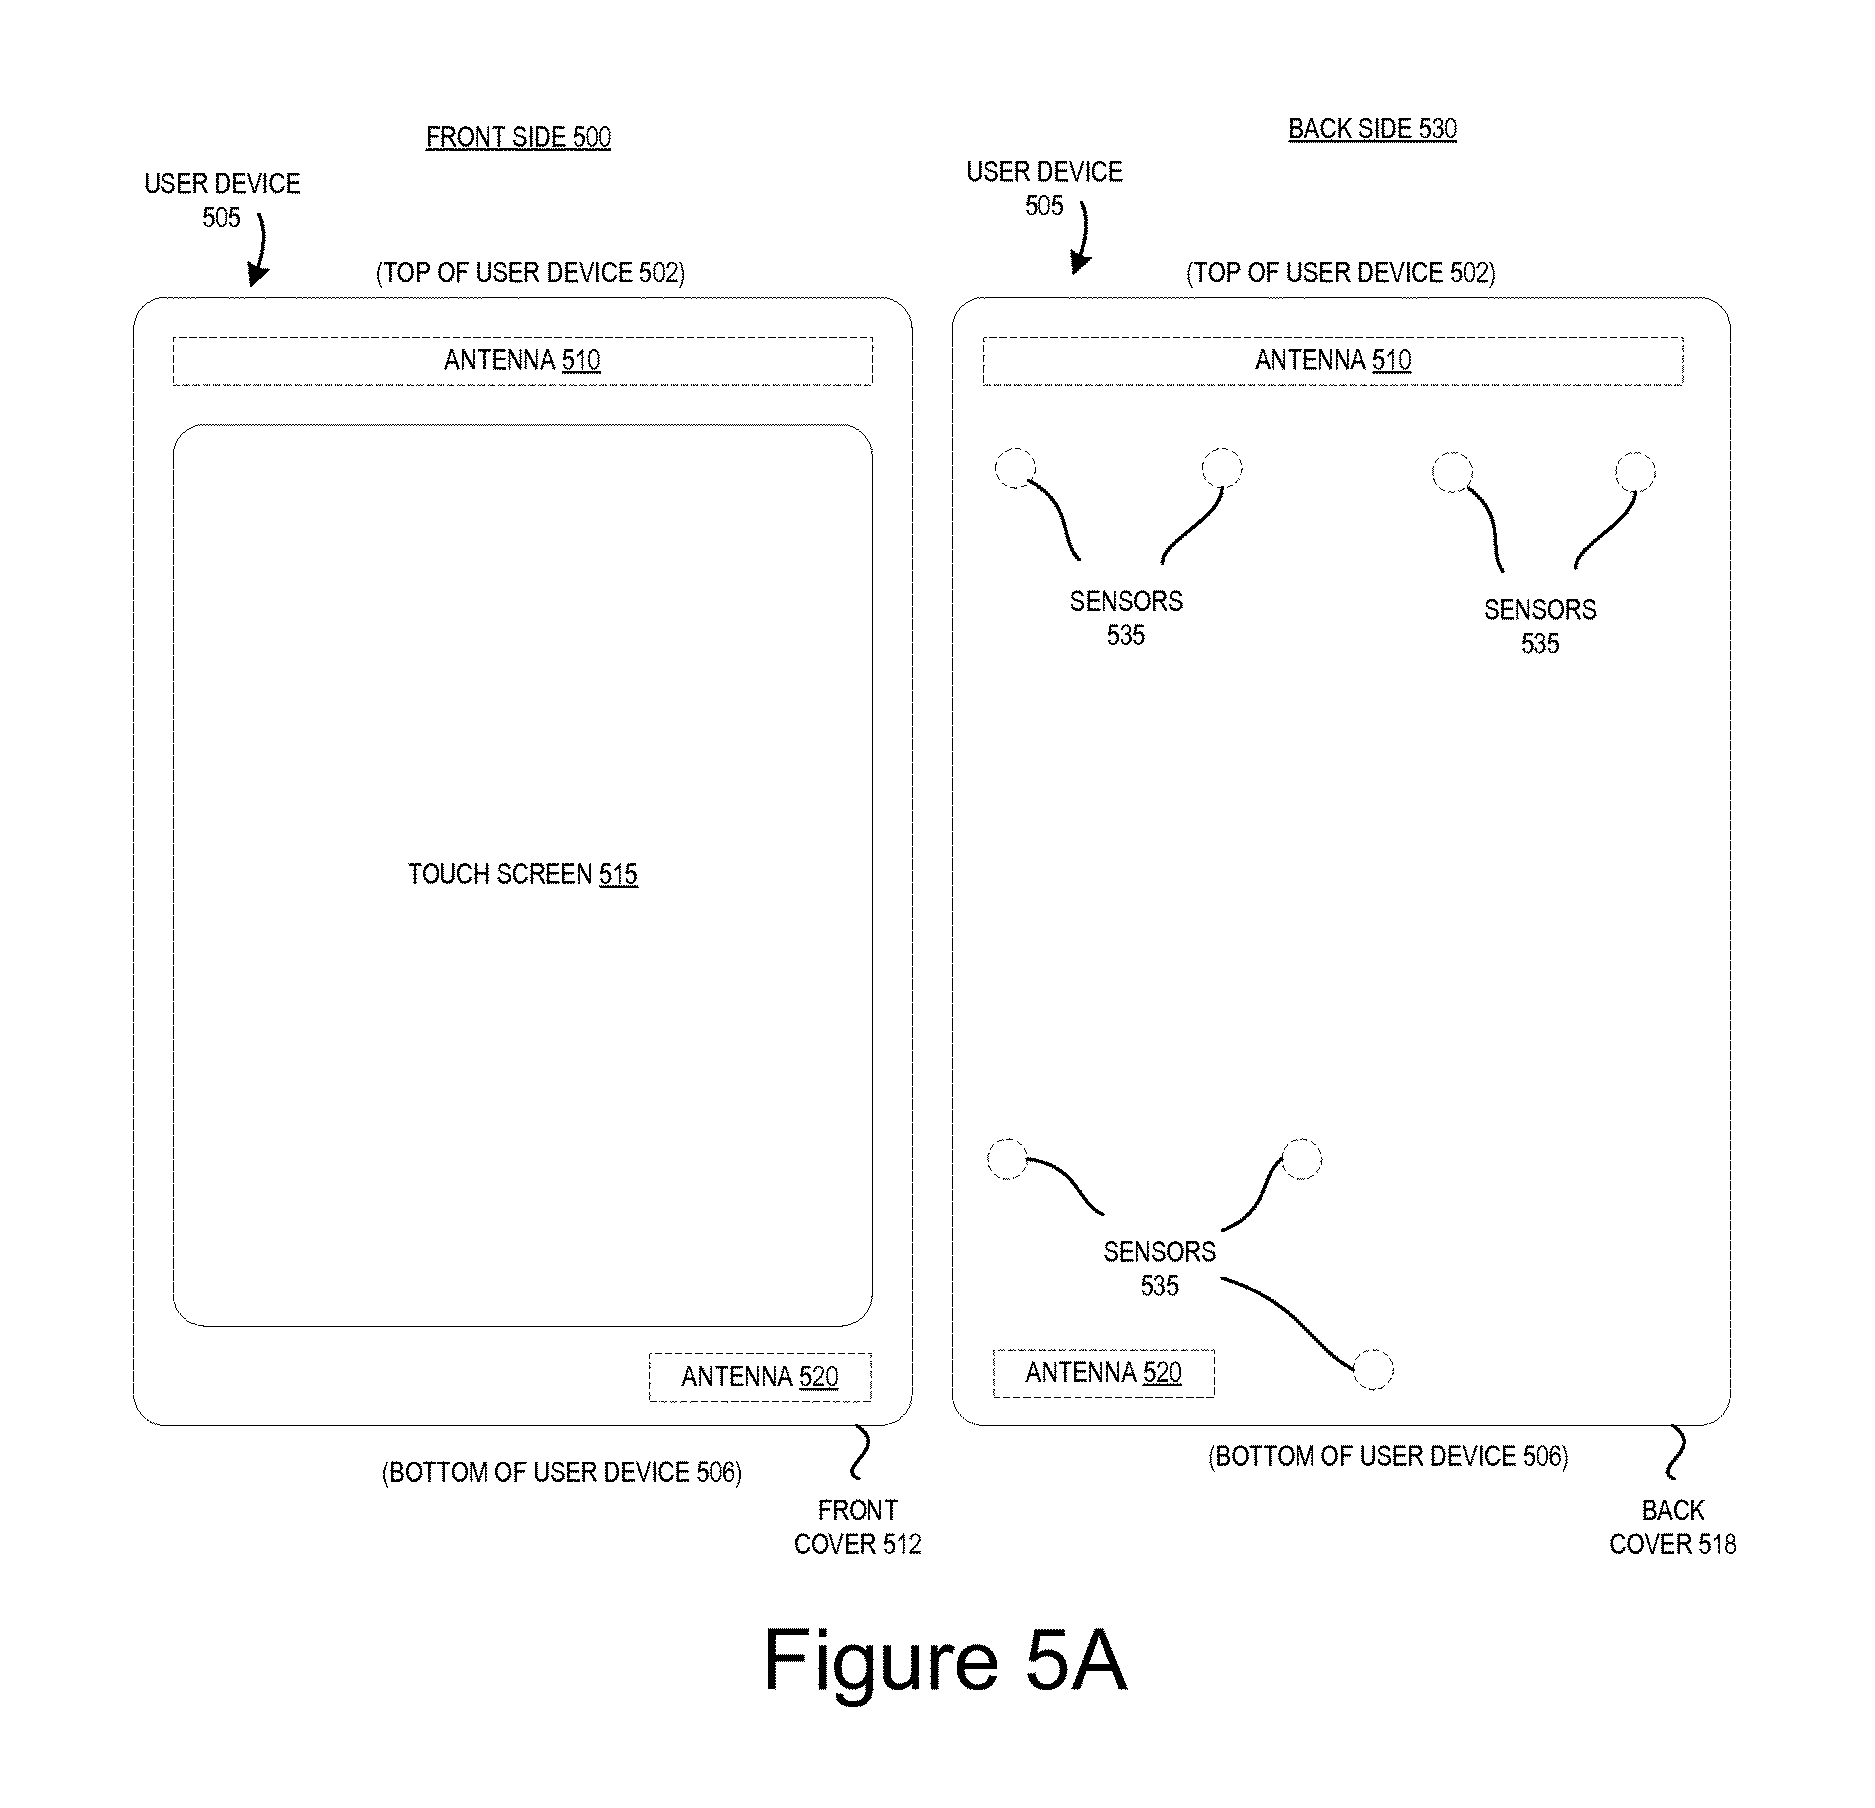 FRONT SIDE 500
USER DEVICE
505
(TOP OF USER DEVICE 502)
ANTENNA 510
TOUCH SCREEN 515
ANTENNA 520
(BOTTOM OF USER DEVICE 506)
FRONT
COVER 512
BACK SIDE 530
USER DEVICE
505
(TOP OF USER DEVICE 502)
ANTENNA 510
SENSORS
535
SENSORS
535
SENSORS
535
ANTENNA 520
(BOTTOM OF USER DEVICE 506)
BACK
COVER 518
Figure 5A